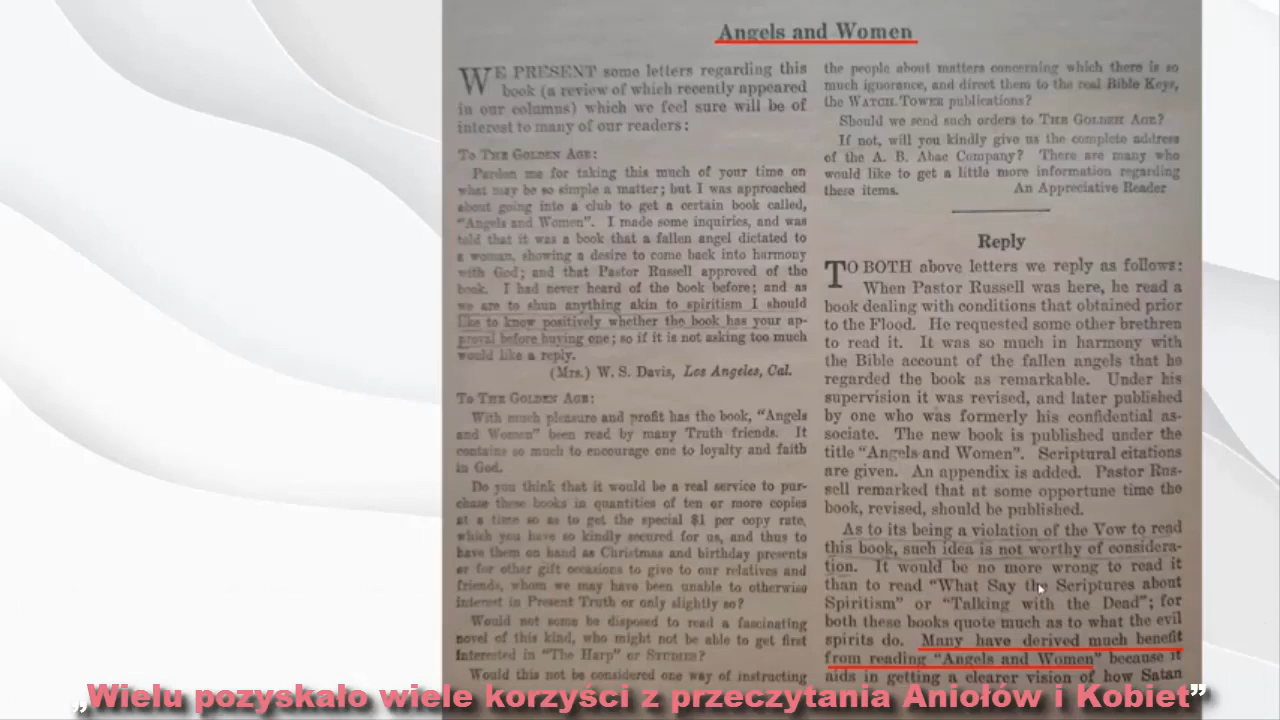 Angels and Women
WE PRESENT some letters regarding this
book (a review of which recently appeared
in our columns) which we feel sure will be of
interest to many of our readers:
To THE GOLDEN AGE:
Pardon me for taking this much of your time on
what may be so simple a matter; but I was approached
about going into a club to get a certain book called,
"Angels and Women". I made some inquiries, and was
told that it was a book that a fallen angel dictated to
a woman, showing a desire to come back into harmony
with God; and that Pastor Russell approved of the
book. I had never heard of the book before; and as
we are to shun anything akin to spiritism I should
like to know positively whether the book has your ap-
proval before buying one; so if it is not asking too much
would like a reply.
(Mrs.) W. S. Davis, Los Angeles, Cal.
To THE GOLDEN AGE:
With much pleasure and profit has the book, "Angels
and Women" been read by many Truth friends. It
contains so much to encourage one to loyalty and faith
in God.
Do you think that it would be a real service to pur-
chase these books in quantities of ten or more copies
at a time so as to get the special $1 per copy rate,
which you have so kindly secured for us, and thus to
have them on hand as Christmas and birthday presents
or for other gift occasions to give to our relatives and
friends, whom we may have been unable to otherwise
interest in Present Truth or only slightly so?
Would not some be disposed to read a fascinating
novel of this kind, who might not be able to get first
interested in "The Harp" or STUDIES?
Would this not be considered one way of instructing
the people about matters concerning which there is so
much ignorance, and direct them to the real Bible Keys,
the WATCH TOWER publications?
Should we send such orders to THE GOLDEN AGE?
If not, will you kindly give us the complete address
of the A. B. Abac Company? There are many who
would like to get a little more information regarding
these items. An Appreciative Reader
Reply
TO BOTH above letters we reply as follows:
When Pastor Russell was here, he read a
book dealing with conditions that obtained prior
to the Flood. He requested some other brethren
to read it. It was so much in harmony with
the Bible account of the fallen angels that he
regarded the book as remarkable. Under his
supervision it was revised, and later published
by one who was formerly his confidential as-
sociate. The new book is published under the
title "Angels and Women". Scriptural citations
are given. An appendix is added. Pastor Rus-
sell remarked that at some opportune time the
book, revised, should be published.
As to its being a violation of the Vow to read
this book, such idea is not worthy of considera-
tion. It would be no more wrong to read it
than to read "What Say the Scriptures about
Spiritism" or "Talking with the Dead"; for
both these books quote much as to what the evil
spirits do. Many have derived much benefit
from reading "Angels and Women" because it
aids in getting a clearer vision of how Satan
„Wielu pozyskało wiele korzyści z przeczytania Aniołów i Kobiet”